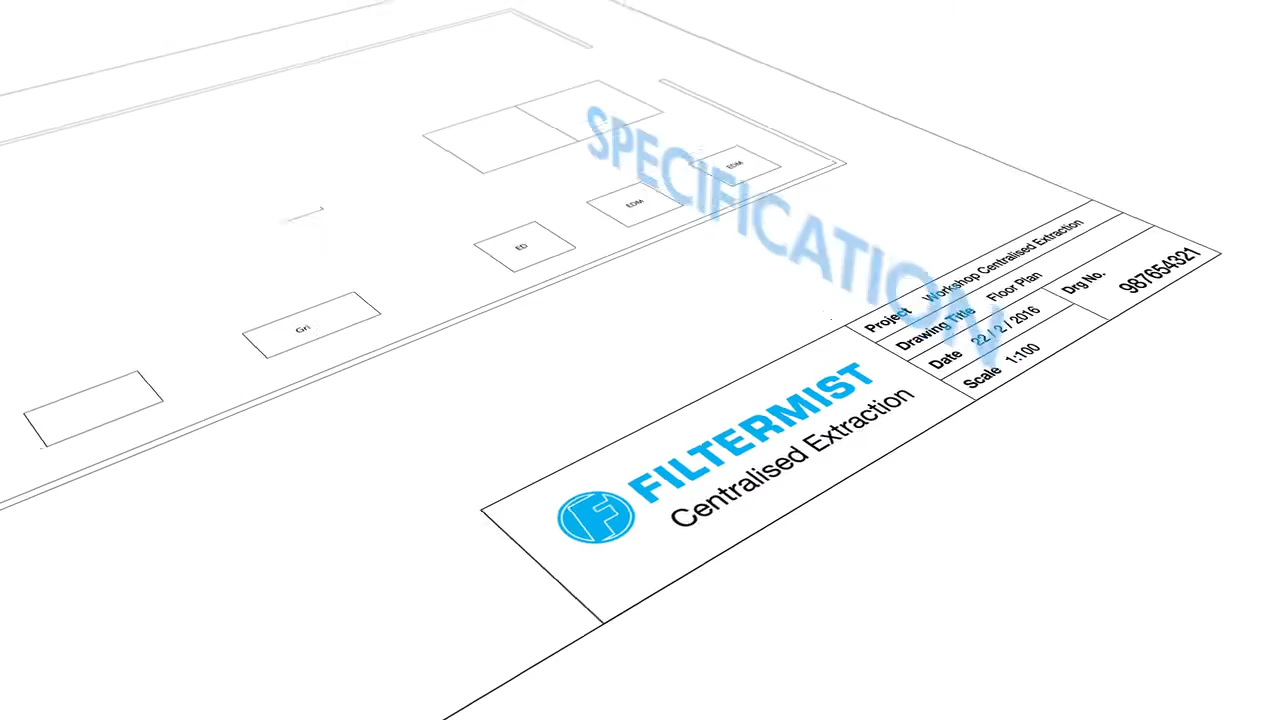 SPECIFICATION
EDM
EDM
ED
Gri
Project Workshop Centralised Extraction
Drawing Title Floor Plan
Date 22 / 2 / 2016
Scale 1:100
Drg No. 987654321
F FILTERMIST
Centralised Extraction